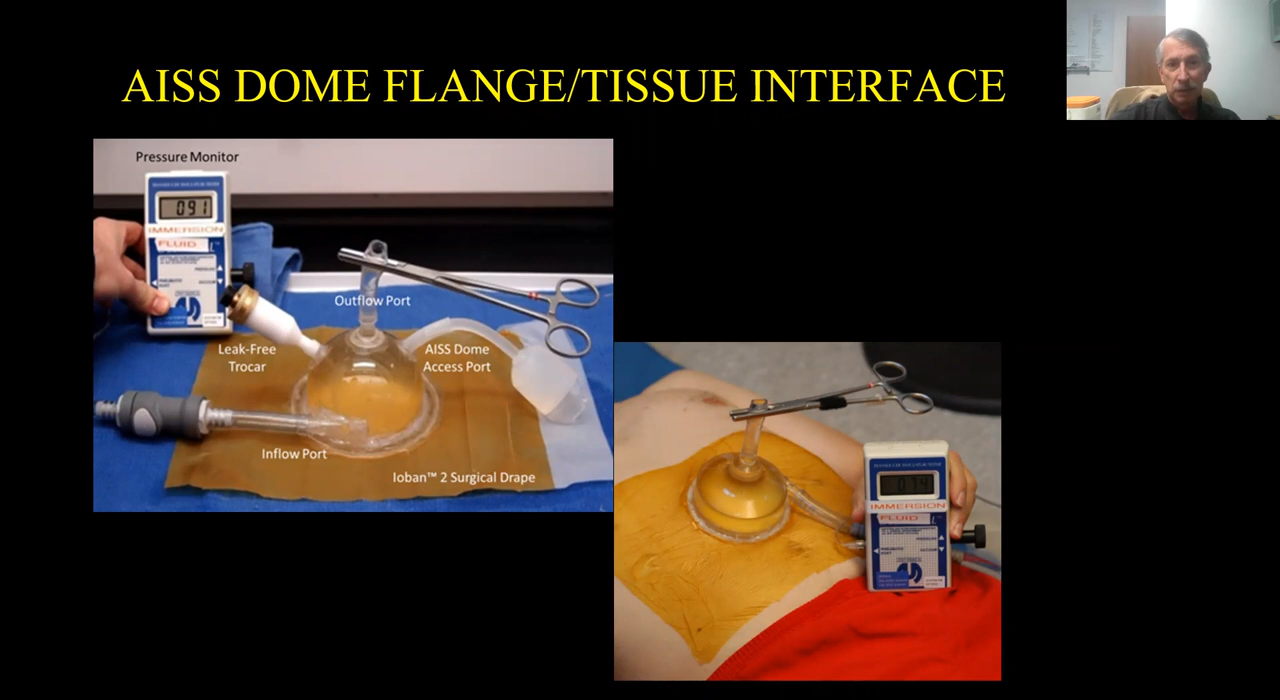 AISS DOME FLANGE/TISSUE INTERFACE
Pressure Monitor
091
IMMERSION
FLUID
Outflow Port
Leak-Free
Trocar
AISS Dome
Access Port
Inflow Port
Ioban™ 2 Surgical Drape
074
IMMERSION
FLUID